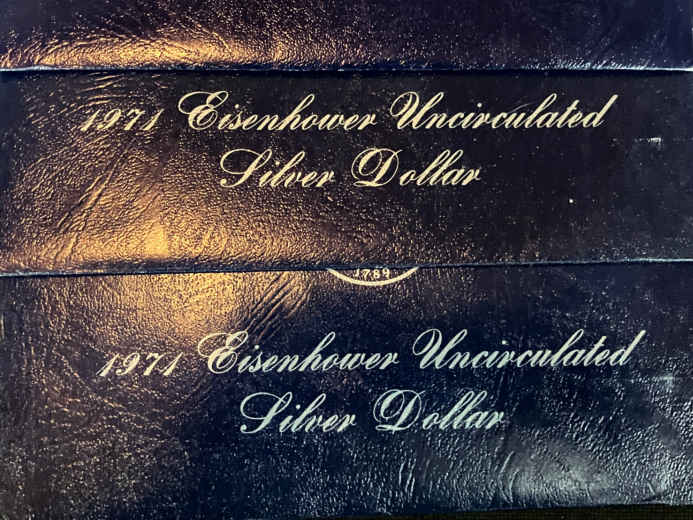 1971 Eisenhower Uncirculated
Silver Dollar
1789
1971 Eisenhower Uncirculated
Silver Dollar